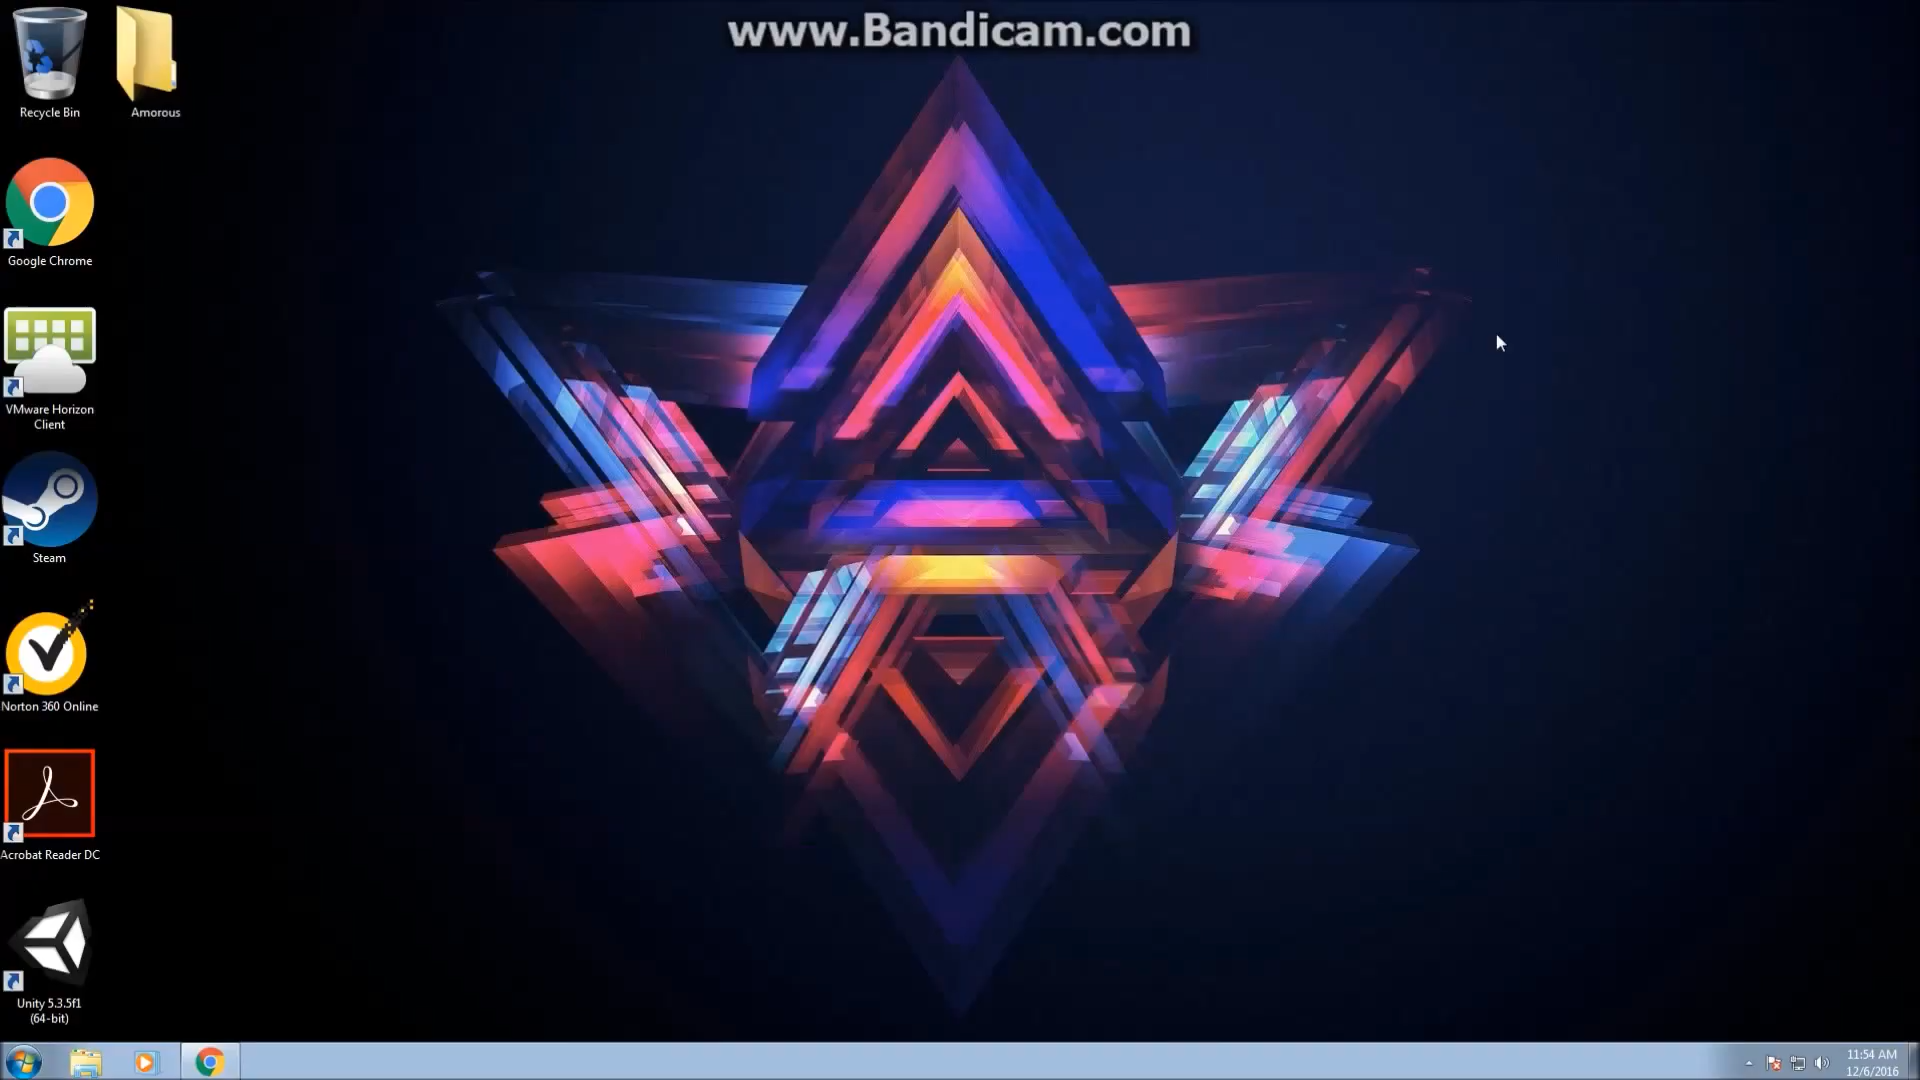 www.Bandicam.com
Recycle Bin
Amorous
Google Chrome
VMware Horizon
Client
Steam
Norton 360 Online
Acrobat Reader DC
Unity 5.3.5f1
(64-bit)
11:54 AM
12/6/2016